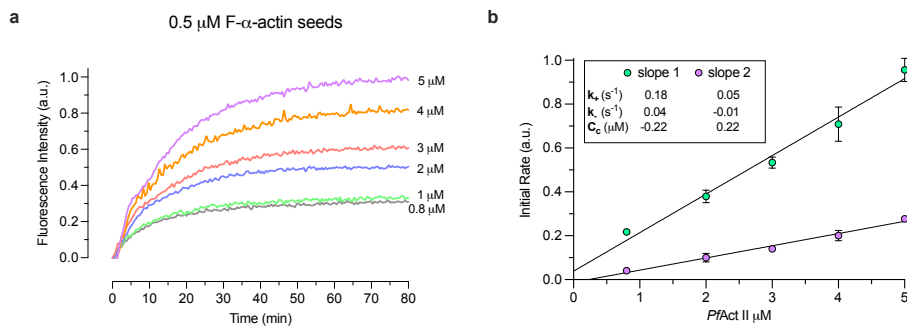 a
0.5 μM F-α-actin seeds
Fluorescence Intensity (a.u.)
1.0
0.8
0.6
0.4
0.2
0.0
0 10 20 30 40 50 60 70 80
Time (min)
5 μM
4 μM
3 μM
2 μM
1 μM
0.8 μM
b
Initial Rate (a.u.)
1.0
0.8
0.6
0.4
0.2
0.0
0 1 2 3 4 5
PfAct II μM
slope 1 slope 2
k+ (s-1) 0.18 0.05
k- (s-1) 0.04 -0.01
Cc (μM) -0.22 0.22